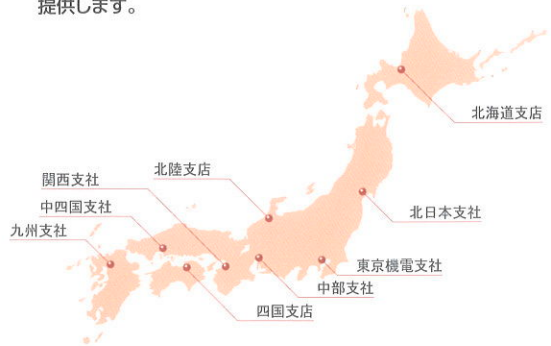 提供します。
北海道支店
北陸支店
関西支社
中四国支社
北日本支社
九州支社
東京機電支社
中部支社
四国支店